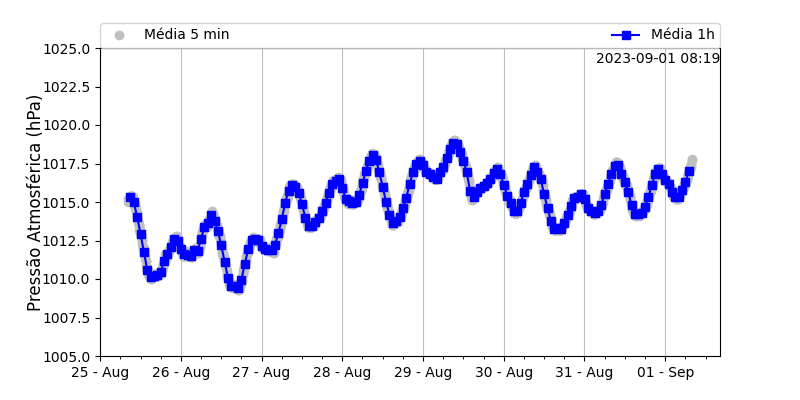 Média 5 min
Média 1h
2023-09-01 08:19
Pressão Atmosférica (hPa)
1025.0
1022.5
1020.0
1017.5
1015.0
1012.5
1010.0
1007.5
1005.0
25 - Aug
26 - Aug
27 - Aug
28 - Aug
29 - Aug
30 - Aug
31 - Aug
01 - Sep